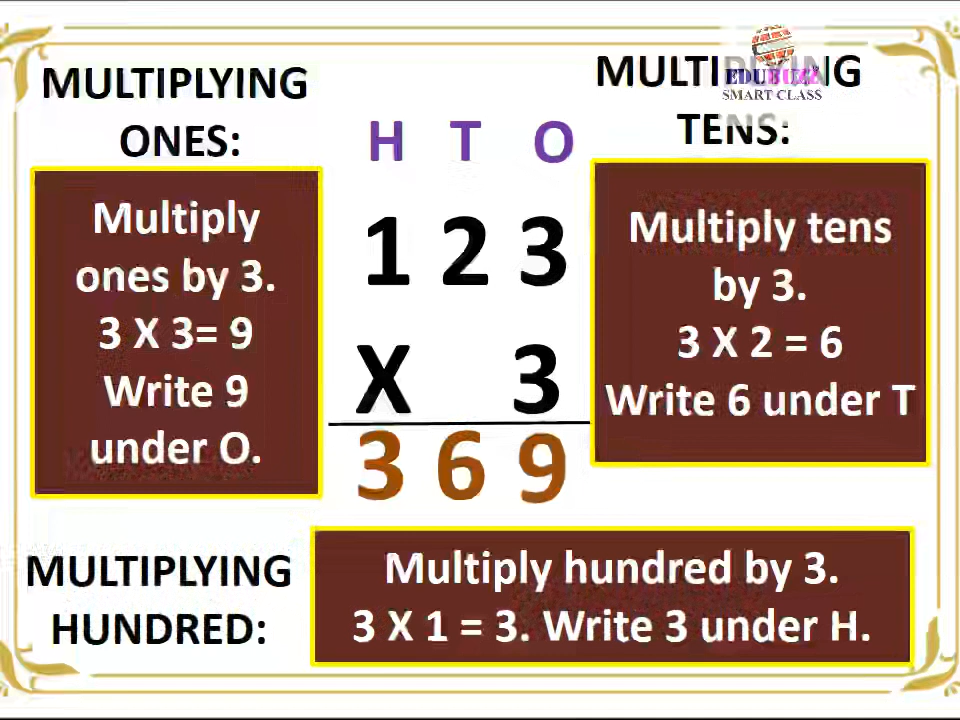 MULTIPLYING
ONES:
Multiply
ones by 3.
3 X 3= 9
Write 9
under O.
H T O
1 2 3
X 3
3 6 9
MULTIPLYING
TENS:
EDUBUZZ
SMART CLASS
Multiply tens
by 3.
3 X 2 = 6
Write 6 under T
MULTIPLYING
HUNDRED:
Multiply hundred by 3.
3 X 1 = 3. Write 3 under H.